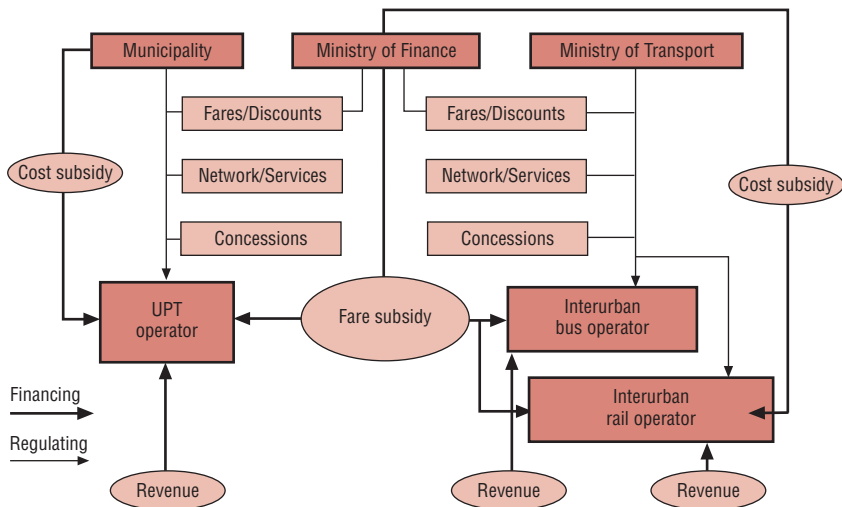 Municipality
Ministry of Finance
Ministry of Transport
Fares/Discounts
Fares/Discounts
Cost subsidy
Network/Services
Network/Services
Cost subsidy
Concessions
Concessions
UPT
operator
Fare subsidy
Interurban
bus operator
Financing
Interurban
rail operator
Regulating
Revenue
Revenue
Revenue